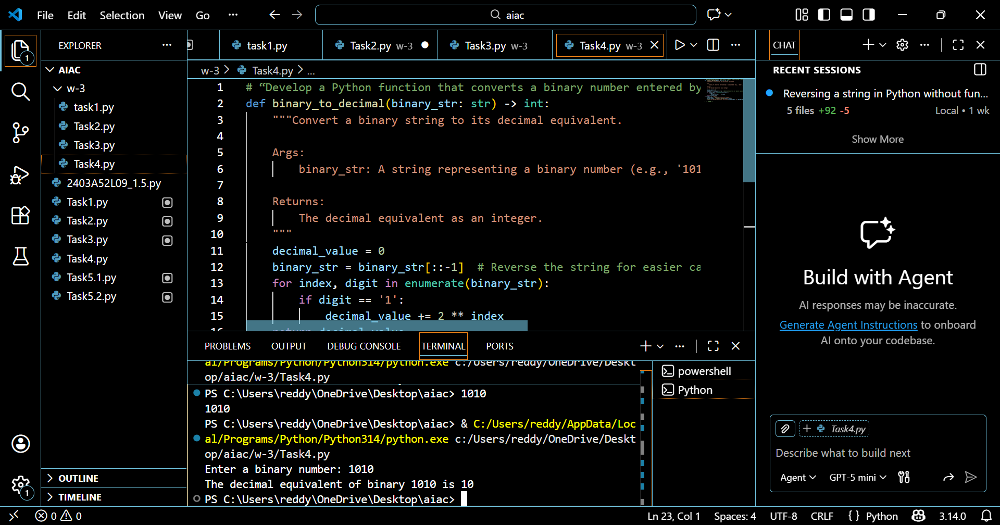 File Edit Selection View Go ··· aiac
EXPLORER ···
AIAC
w-3
task1.py
Task2.py
Task3.py
Task4.py
2403A52L09_1.5.py
Task1.py
Task2.py
Task3.py
Task4.py
Task5.1.py
Task5.2.py
OUTLINE
TIMELINE
task1.py Task2.py w-3 Task3.py w-3 Task4.py w-3
w-3 > Task4.py > ...
1 # “Develop a Python function that converts a binary number entered by
2 def binary_to_decimal(binary_str: str) -> int:
3 """Convert a binary string to its decimal equivalent.
4
5 Args:
6 binary_str: A string representing a binary number (e.g., '101
7
8 Returns:
9 The decimal equivalent as an integer.
10 """
11 decimal_value = 0
12 binary_str = binary_str[::-1] # Reverse the string for easier ca
13 for index, digit in enumerate(binary_str):
14 if digit == '1':
15 decimal_value += 2 ** index
16 return decimal_value
PROBLEMS OUTPUT DEBUG CONSOLE TERMINAL PORTS
al/Programs/Python/Python314/python.exe c:/Users/reddy/OneDrive/Deskt
op/aiac/w-3/Task4.py
PS C:\Users\reddy\OneDrive\Desktop\aiac> 1010
1010
PS C:\Users\reddy\OneDrive\Desktop\aiac> & C:/Users/reddy/AppData/Loc
al/Programs/Python/Python314/python.exe c:/Users/reddy/OneDrive/Deskt
op/aiac/w-3/Task4.py
Enter a binary number: 1010
The decimal equivalent of binary 1010 is 10
PS C:\Users\reddy\OneDrive\Desktop\aiac>
powershell
Python
CHAT
RECENT SESSIONS
Reversing a string in Python without fun...
5 files +92 -5 Local • 1 wk
Show More
Build with Agent
AI responses may be inaccurate.
Generate Agent Instructions to onboard
AI onto your codebase.
Task4.py
Describe what to build next
Agent GPT-5 mini
1
1
0 0 Ln 23, Col 1 Spaces: 4 UTF-8 CRLF { } Python 3.14.0